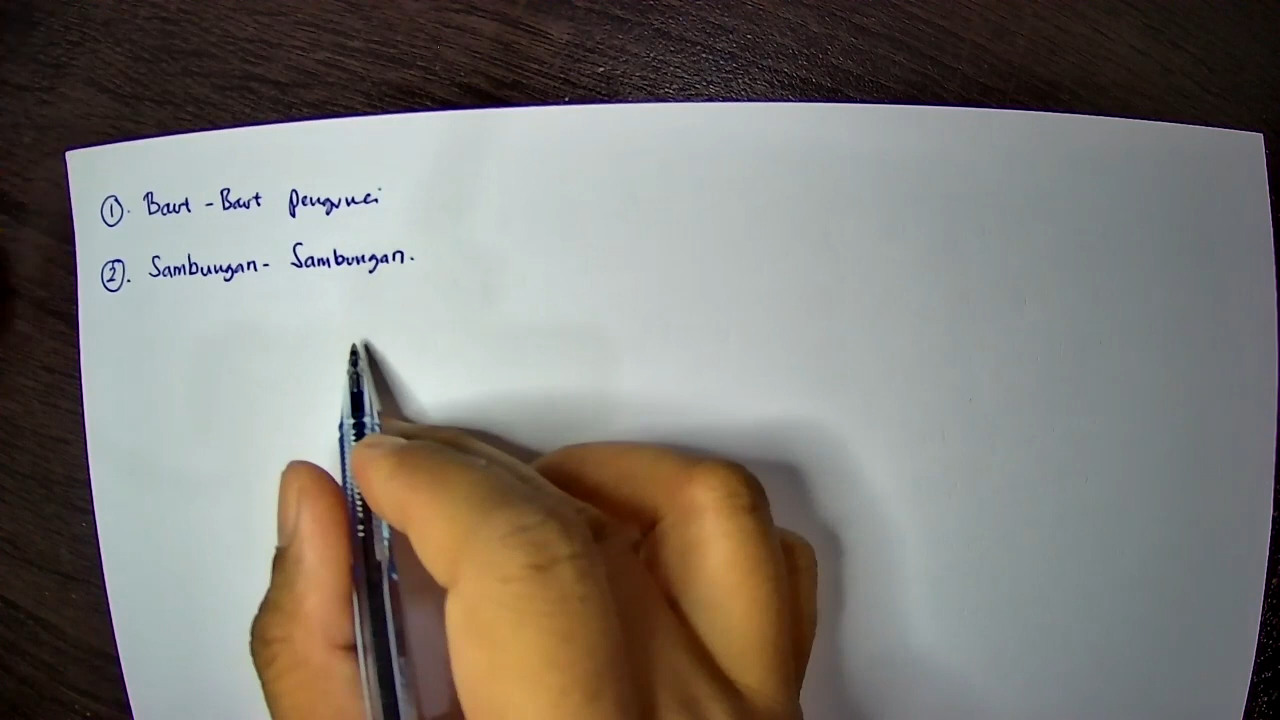 ①. Baut - Baut pengunci
②. Sambungan - Sambungan.